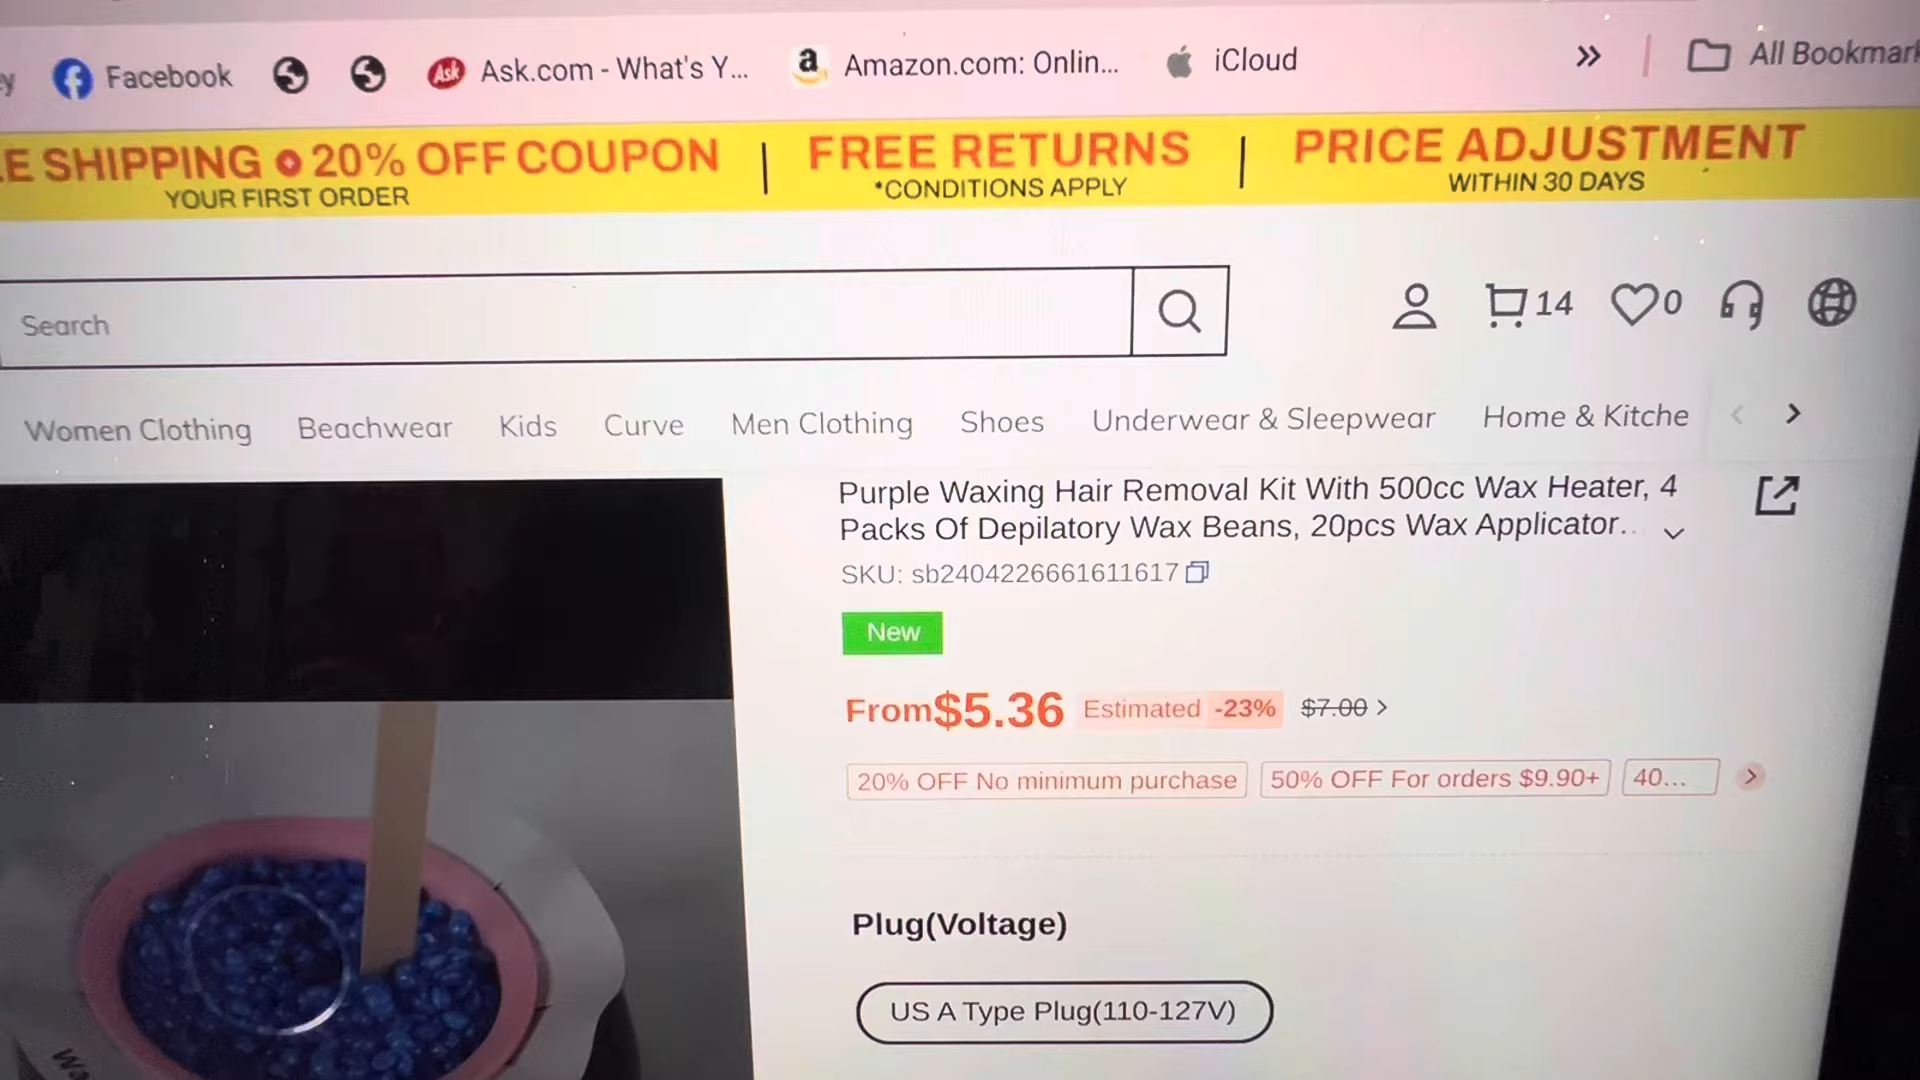 Facebook
Ask
Ask.com - What's Y...
a
Amazon.com: Onlin...
iCloud
SHIPPING 20% OFF COUPON
YOUR FIRST ORDER
FREE RETURNS
*CONDITIONS APPLY
PRICE ADJUSTMENT
WITHIN 30 DAYS
Search
14
0
Women Clothing
Beachwear
Kids
Curve
Men Clothing
Shoes
Underwear & Sleepwear
Home & Kitche
Purple Waxing Hair Removal Kit With 500cc Wax Heater, 4
Packs Of Depilatory Wax Beans, 20pcs Wax Applicator..
SKU: sb2404226661611617
New
From $5.36 Estimated -23% $7.00
20% OFF No minimum purchase
50% OFF For orders $9.90+
40...
Plug(Voltage)
US A Type Plug(110-127V)